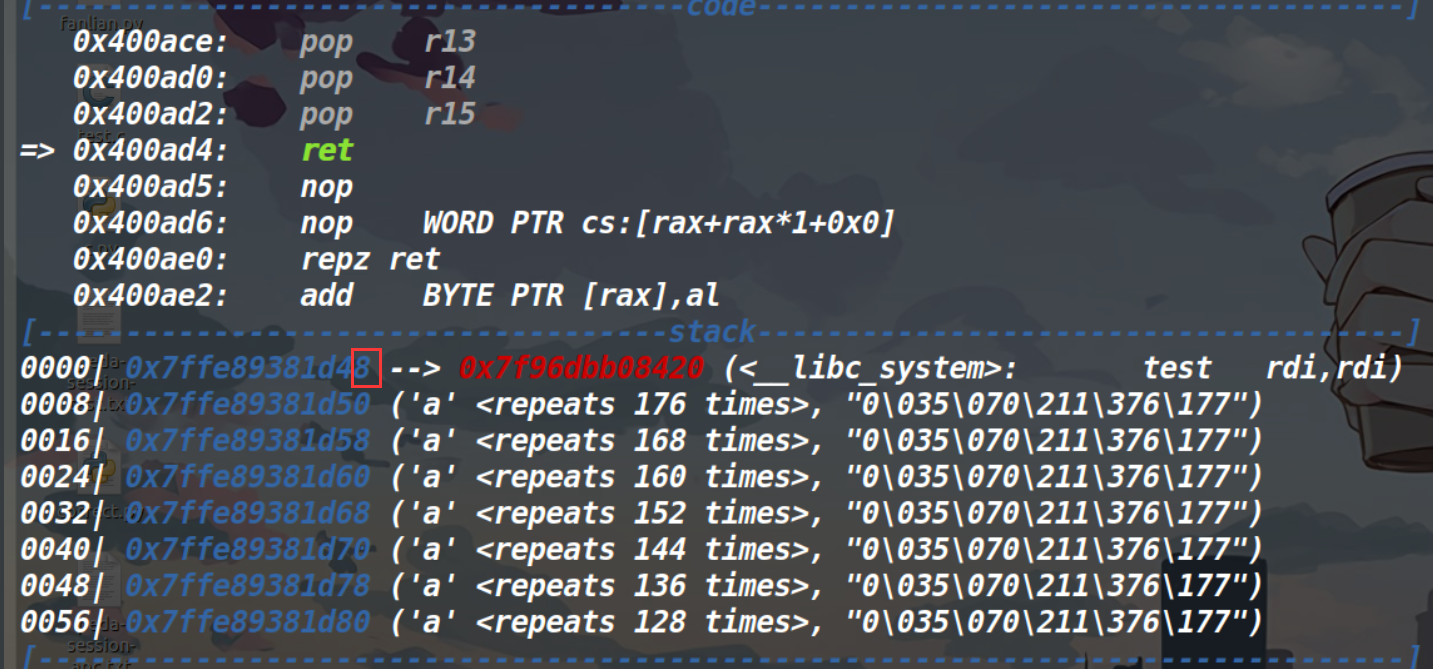 [-------------------------------------code-------------------------------------]
fanlian.py
0x400ace: pop r13
0x400ad0: pop r14
0x400ad2: pop r15
test.c
=> 0x400ad4: ret
0x400ad5: nop
0x400ad6: nop WORD PTR cs:[rax+rax*1+0x0]
0x400ae0: repz ret
0x400ae2: add BYTE PTR [rax],al
[------------------------------------stack-------------------------------------]
0000| 0x7ffe89381d48 --> 0x7f96dbb08420 (<__libc_system>: test rdi,rdi)
0008| 0x7ffe89381d50 ('a' <repeats 176 times>, "0\035\070\211\376\177")
0016| 0x7ffe89381d58 ('a' <repeats 168 times>, "0\035\070\211\376\177")
0024| 0x7ffe89381d60 ('a' <repeats 160 times>, "0\035\070\211\376\177")
0032| 0x7ffe89381d68 ('a' <repeats 152 times>, "0\035\070\211\376\177")
0040| 0x7ffe89381d70 ('a' <repeats 144 times>, "0\035\070\211\376\177")
0048| 0x7ffe89381d78 ('a' <repeats 136 times>, "0\035\070\211\376\177")
0056| 0x7ffe89381d80 ('a' <repeats 128 times>, "0\035\070\211\376\177")
session-
[------------------------------------------------------------------------------]